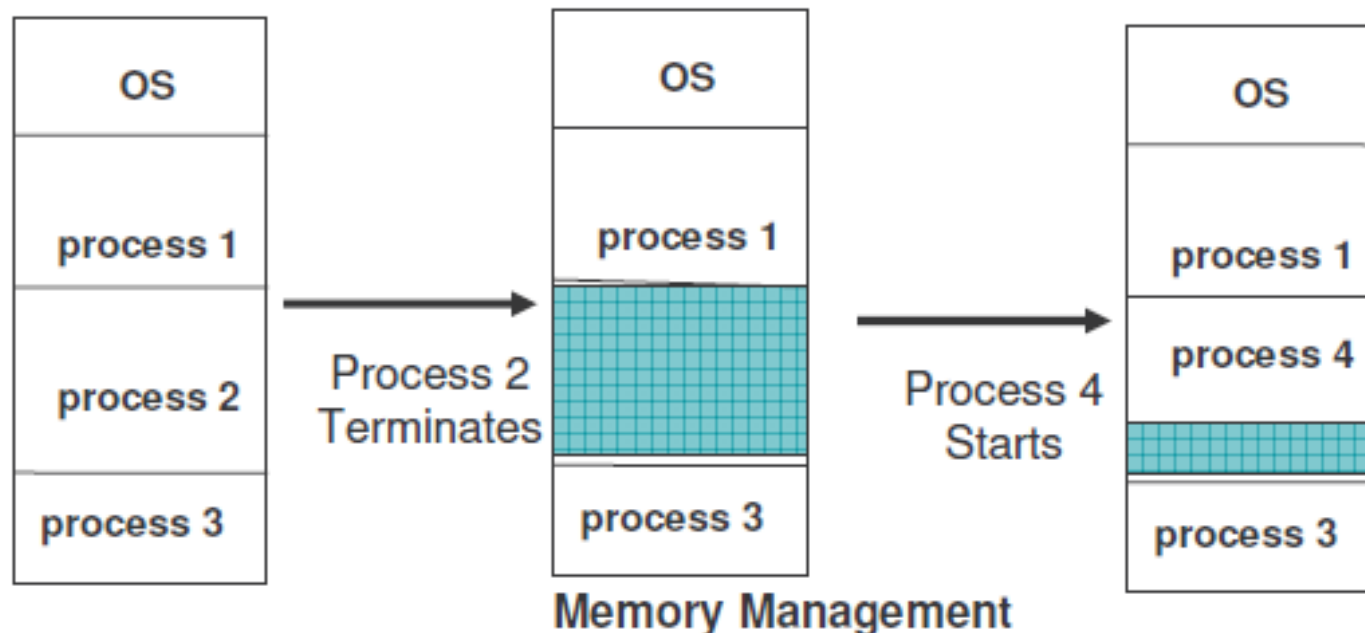 OS
process 1
process 2
process 3
Process 2
Terminates
OS
process 1
process 3
Process 4
Starts
OS
process 1
process 4
process 3
Memory Management